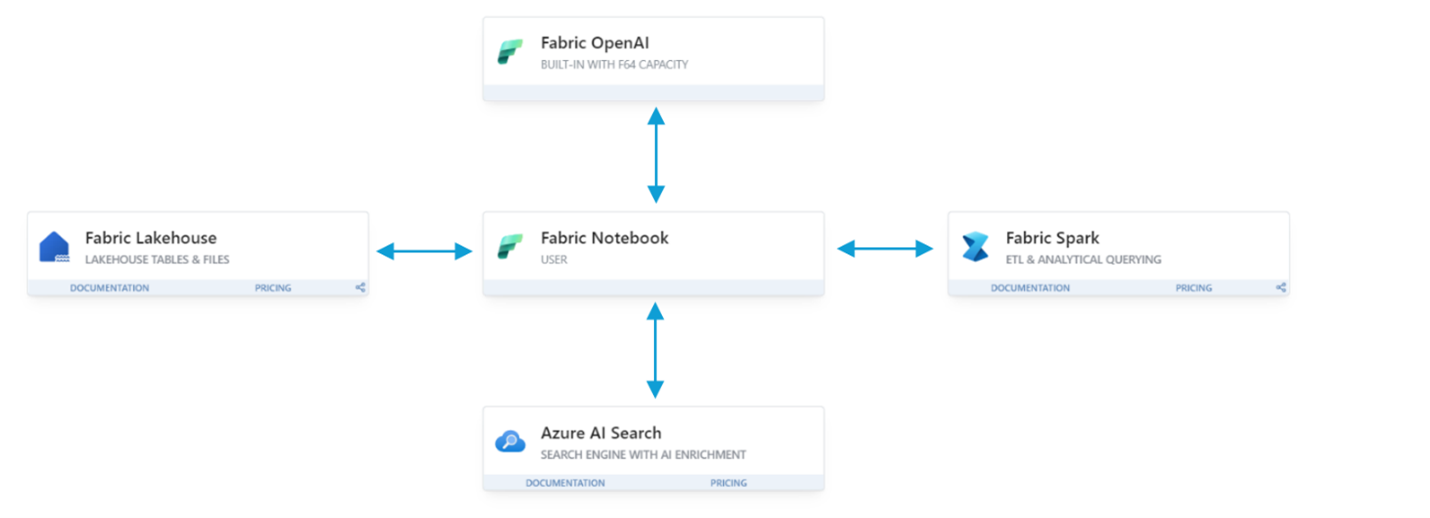 Fabric OpenAI
BUILT-IN WITH F64 CAPACITY
Fabric Lakehouse
LAKEHOUSE TABLES & FILES
DOCUMENTATION PRICING
Fabric Notebook
USER
Fabric Spark
ETL & ANALYTICAL QUERYING
DOCUMENTATION PRICING
Azure AI Search
SEARCH ENGINE WITH AI ENRICHMENT
DOCUMENTATION PRICING